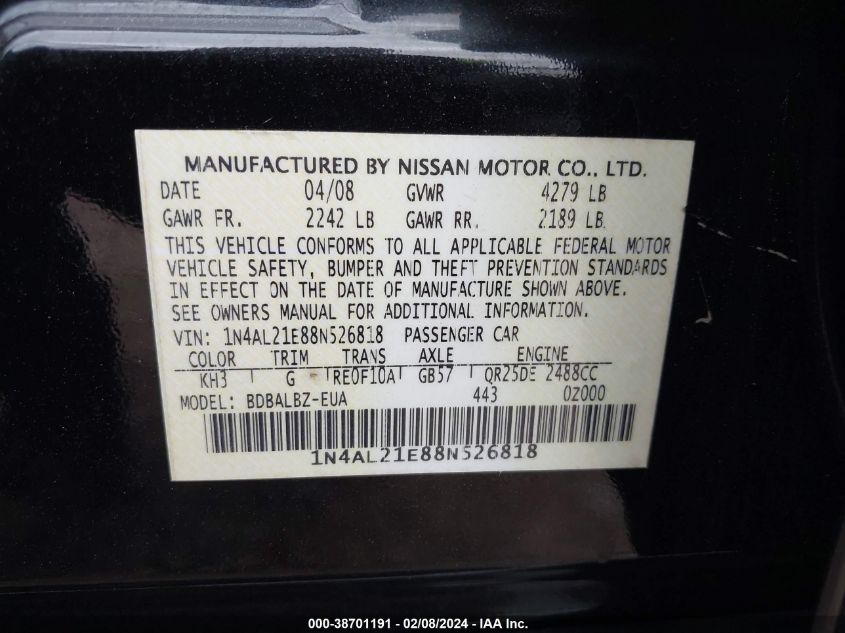 MANUFACTURED BY NISSAN MOTOR CO., LTD.
DATE 04/08 GVWR 4279 LB
GAWR FR. 2242 LB GAWR RR. 2189 LB
THIS VEHICLE CONFORMS TO ALL APPLICABLE FEDERAL MOTOR
VEHICLE SAFETY, BUMPER AND THEFT PREVENTION STANDARDS
IN EFFECT ON THE DATE OF MANUFACTURE SHOWN ABOVE.
SEE OWNERS MANUAL FOR ADDITIONAL INFORMATION.
VIN: 1N4AL21E88N526818 PASSENGER CAR
COLOR TRIM TRANS AXLE ENGINE
KH3 G RE0F10A GB57 QR25DE 2488CC
MODEL: BDBALBZ-EUA 443 0Z000
1N4AL21E88N526818
000-38701191 - 02/08/2024 - IAA Inc.